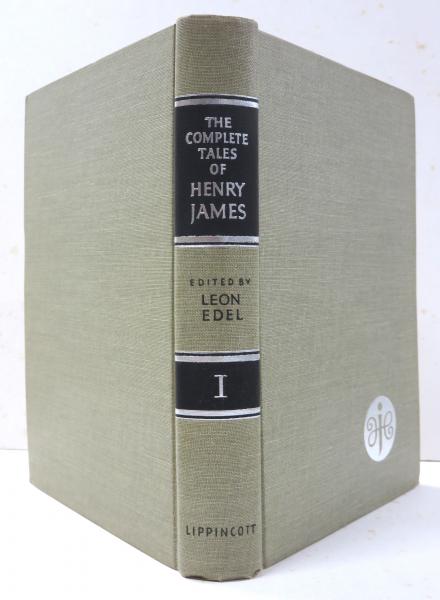 THE
COMPLETE
TALES
OF
HENRY
JAMES
EDITED BY
LEON
EDEL
I
LIPPINCOTT